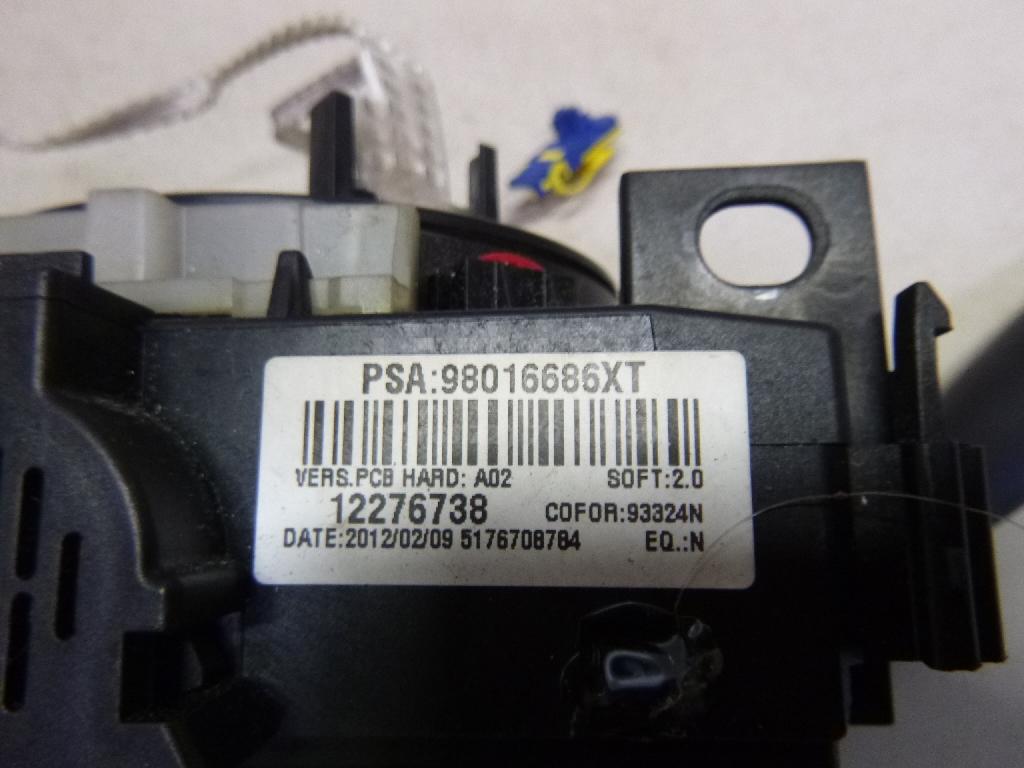 PSA:98016686XT
VERS.PCB HARD: A02 SOFT:2.0
12276738 COFOR:93324N
DATE:2012/02/09 5176708784 EQ.:N